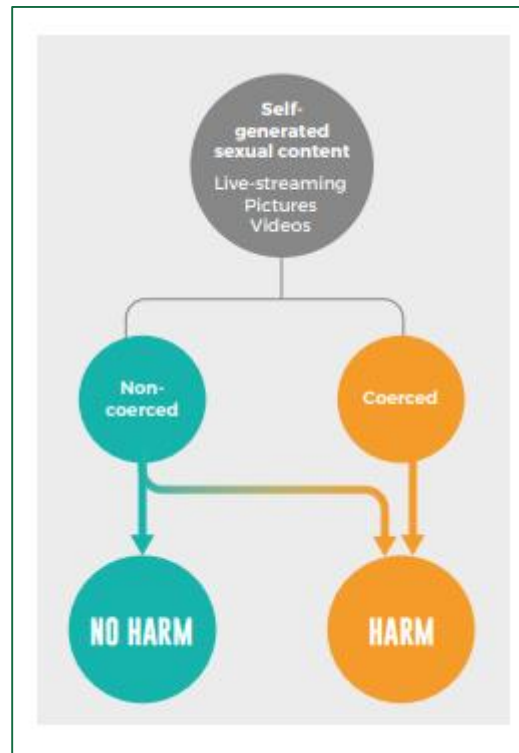 Self-
generated
sexual content
Live-streaming
Pictures
Videos
Non-
coerced
Coerced
NO HARM
HARM